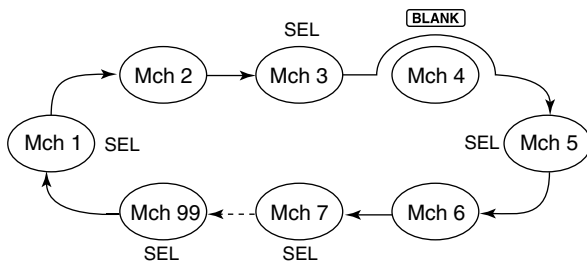 BLANK
SEL
Mch 2
Mch 3
Mch 4
Mch 1
SEL
SEL
Mch 5
Mch 99
Mch 7
Mch 6
SEL
SEL